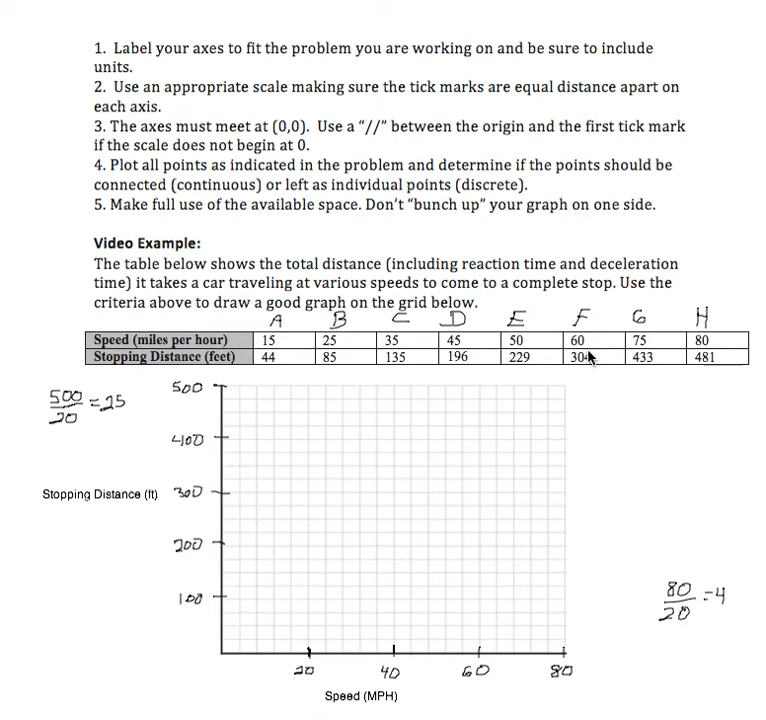 1. Label your axes to fit the problem you are working on and be sure to include
units.
2. Use an appropriate scale making sure the tick marks are equal distance apart on
each axis.
3. The axes must meet at (0,0). Use a “//” between the origin and the first tick mark
if the scale does not begin at 0.
4. Plot all points as indicated in the problem and determine if the points should be
connected (continuous) or left as individual points (discrete).
5. Make full use of the available space. Don’t “bunch up” your graph on one side.
Video Example:
The table below shows the total distance (including reaction time and deceleration
time) it takes a car traveling at various speeds to come to a complete stop. Use the
criteria above to draw a good graph on the grid below.
A B C D E F G H
Speed (miles per hour) 15 25 35 45 50 60 75 80
Stopping Distance (feet) 44 85 135 196 229 304 433 481
500/20 = 25
500
400
Stopping Distance (ft) 300
200
100
80/20 = 4
20 40 60 80
Speed (MPH)